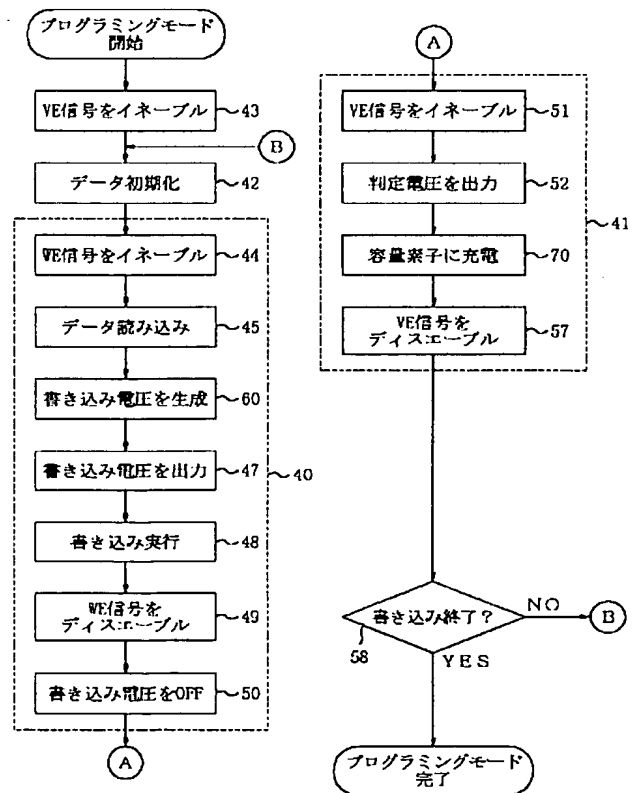 プログラミングモード
開始
VE信号をイネーブル
43
B
データ初期化
42
WE信号をイネーブル
44
データ読み込み
45
書き込み電圧を生成
60
書き込み電圧を出力
47
40
書き込み実行
48
WE信号を
ディスエーブル
49
書き込み電圧をOFF
50
A
A
VE信号をイネーブル
51
判定電圧を出力
52
41
容量素子に充電
70
VE信号を
ディスエーブル
57
書き込み終了?
NO
B
58
YES
プログラミングモード
完了